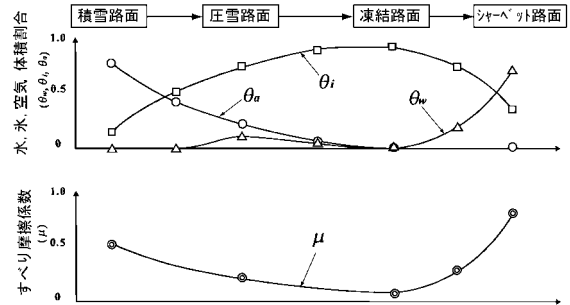 積雪路面 圧雪路面 凍結路面 シャーベット路面
水, 氷, 空気, 体積割合
(θw, θi, θa)
1.0
0.5
0
θi
θa
θw
すべり摩擦係数
(μ)
1.0
0.5
0
μ